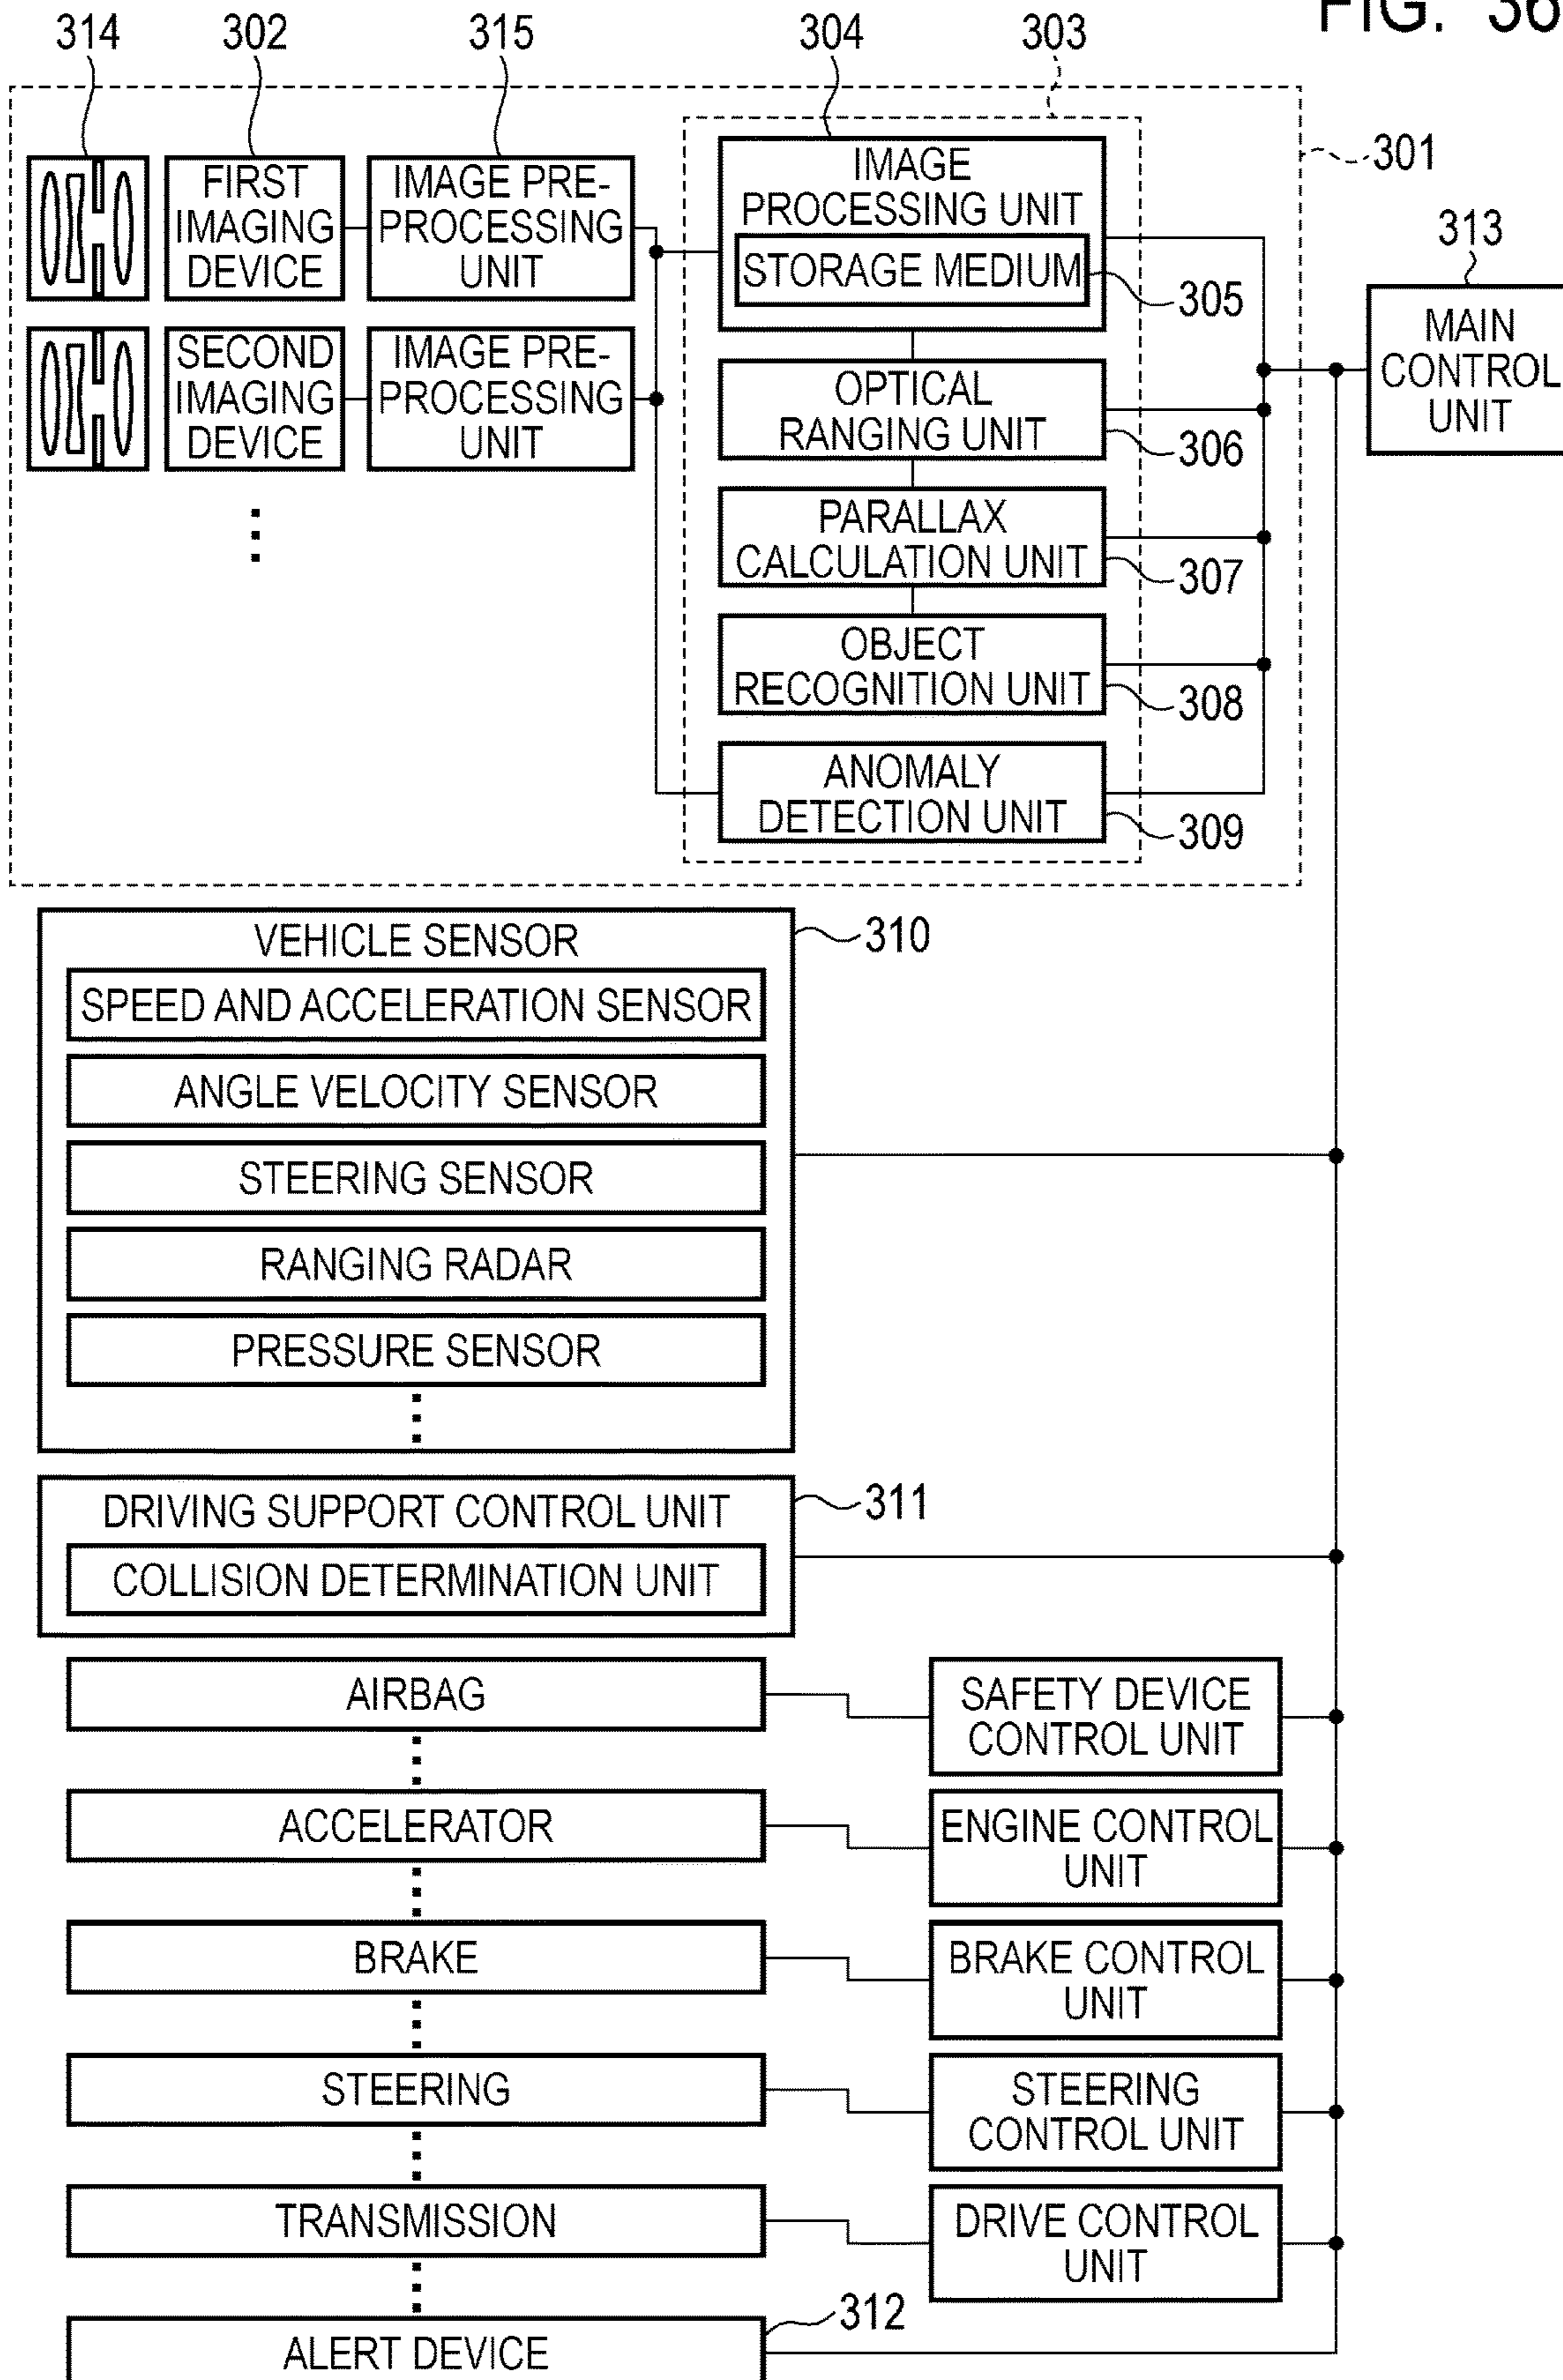 FIG. 36
314
302
315
304
303
301
FIRST
IMAGING
DEVICE
IMAGE PRE-
PROCESSING
UNIT
IMAGE
PROCESSING UNIT
STORAGE MEDIUM
305
313
MAIN
CONTROL
UNIT
SECOND
IMAGING
DEVICE
IMAGE PRE-
PROCESSING
UNIT
OPTICAL
RANGING UNIT
306
PARALLAX
CALCULATION UNIT
307
OBJECT
RECOGNITION UNIT
308
ANOMALY
DETECTION UNIT
309
VEHICLE SENSOR
310
SPEED AND ACCELERATION SENSOR
ANGLE VELOCITY SENSOR
STEERING SENSOR
RANGING RADAR
PRESSURE SENSOR
DRIVING SUPPORT CONTROL UNIT
311
COLLISION DETERMINATION UNIT
AIRBAG
SAFETY DEVICE
CONTROL UNIT
ACCELERATOR
ENGINE CONTROL
UNIT
BRAKE
BRAKE CONTROL
UNIT
STEERING
STEERING
CONTROL UNIT
TRANSMISSION
DRIVE CONTROL
UNIT
312
ALERT DEVICE